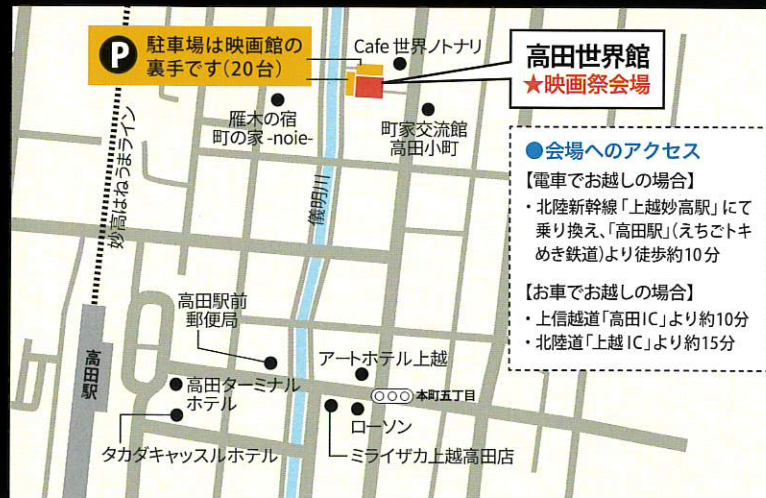 P
駐車場は映画館の
裏手です(20台)
Cafe 世界ノトナリ
高田世界館
★映画祭会場
雁木の宿
町の家 -noie-
町家交流館
高田小町
妙高はねうまライン
儀明川
●会場へのアクセス
【電車でお越しの場合】
・北陸新幹線「上越妙高駅」にて
乗り換え、「高田駅」(えちごトキ
めき鉄道)より徒歩約10分
【お車でお越しの場合】
・上信越道「高田IC」より約10分
・北陸道「上越IC」より約15分
高田駅前
郵便局
高田駅
アートホテル上越
高田ターミナル
ホテル
本町五丁目
ローソン
タカダキャッスルホテル
ミライザカ上越高田店